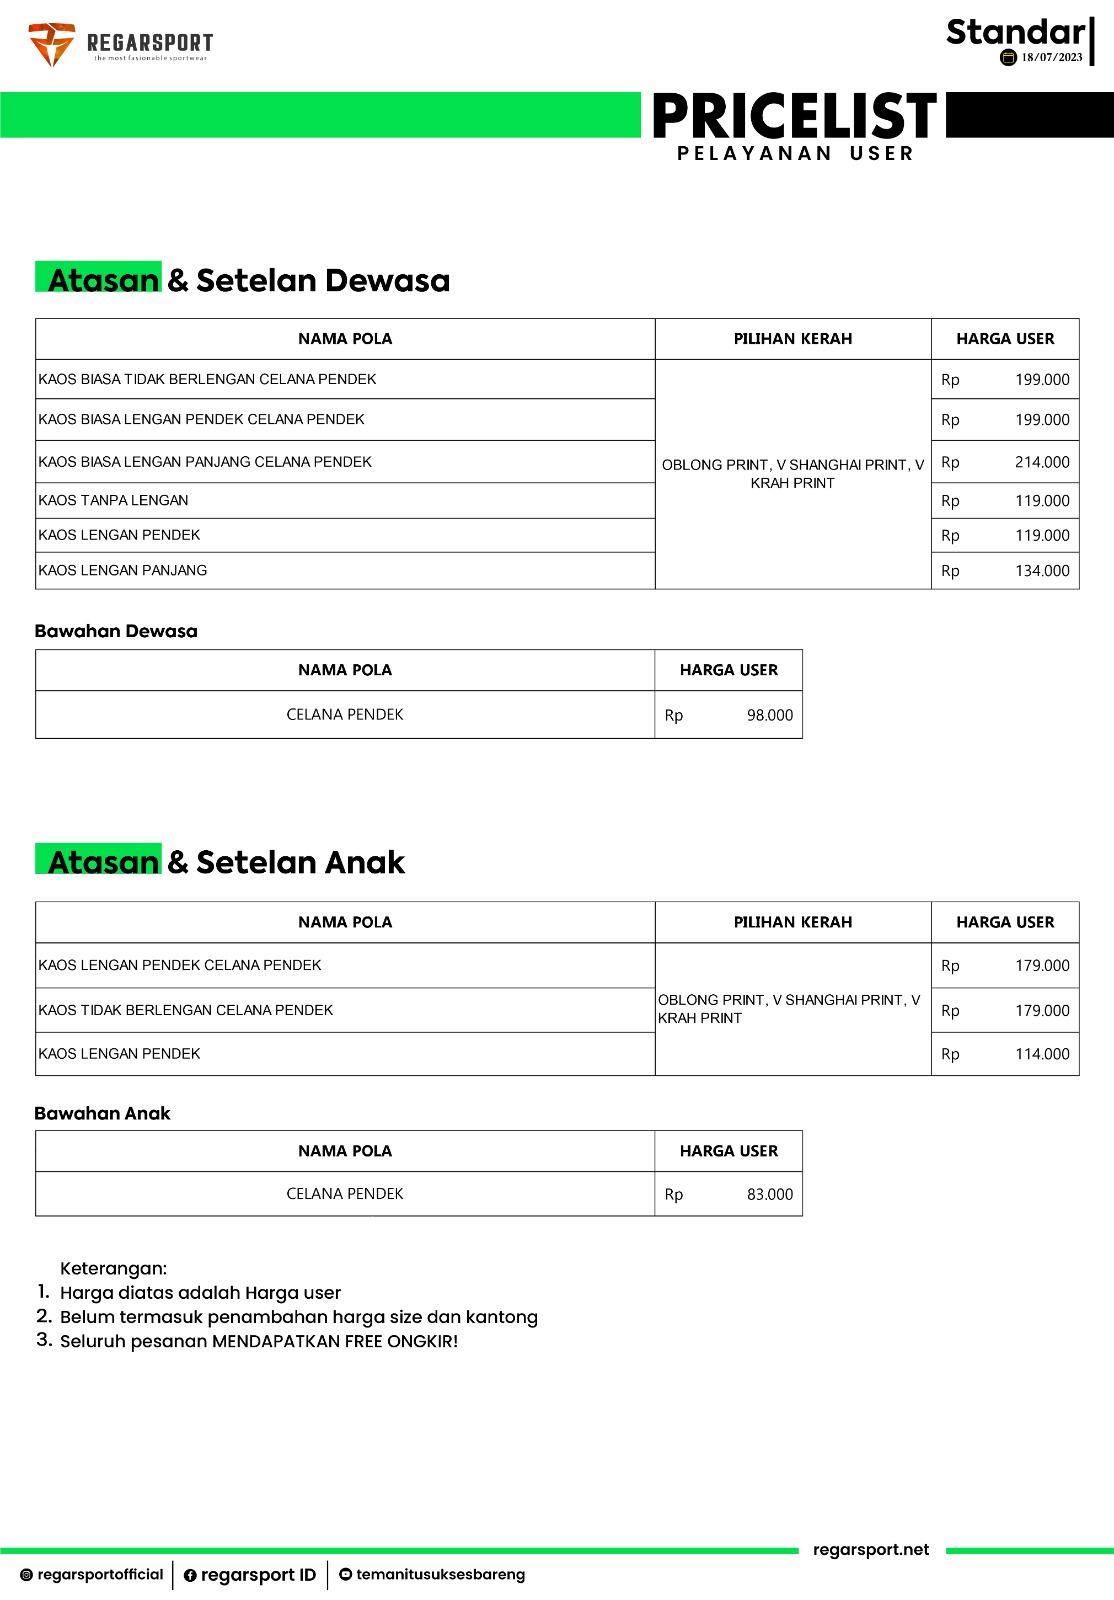 REGARSPORT
the most fasionable sportwear
Standar
18/07/2023
PRICELIST
PELAYANAN USER
Atasan & Setelan Dewasa
NAMA POLA PILIHAN KERAH HARGA USER
KAOS BIASA TIDAK BERLENGAN CELANA PENDEK Rp 199.000
KAOS BIASA LENGAN PENDEK CELANA PENDEK Rp 199.000
KAOS BIASA LENGAN PANJANG CELANA PENDEK Rp 214.000
OBLONG PRINT, V SHANGHAI PRINT, V
KRAH PRINT
KAOS TANPA LENGAN Rp 119.000
KAOS LENGAN PENDEK Rp 119.000
KAOS LENGAN PANJANG Rp 134.000
Bawahan Dewasa
NAMA POLA HARGA USER
CELANA PENDEK Rp 98.000
Atasan & Setelan Anak
NAMA POLA PILIHAN KERAH HARGA USER
KAOS LENGAN PENDEK CELANA PENDEK Rp 179.000
OBLONG PRINT, V SHANGHAI PRINT, V
KRAH PRINT
KAOS TIDAK BERLENGAN CELANA PENDEK Rp 179.000
KAOS LENGAN PENDEK Rp 114.000
Bawahan Anak
NAMA POLA HARGA USER
CELANA PENDEK Rp 83.000
Keterangan:
1. Harga diatas adalah Harga user
2. Belum termasuk penambahan harga size dan kantong
3. Seluruh pesanan MENDAPATKAN FREE ONGKIR!
regarsport.net
regarsportofficial
regarsport ID
temanitusuksesbareng